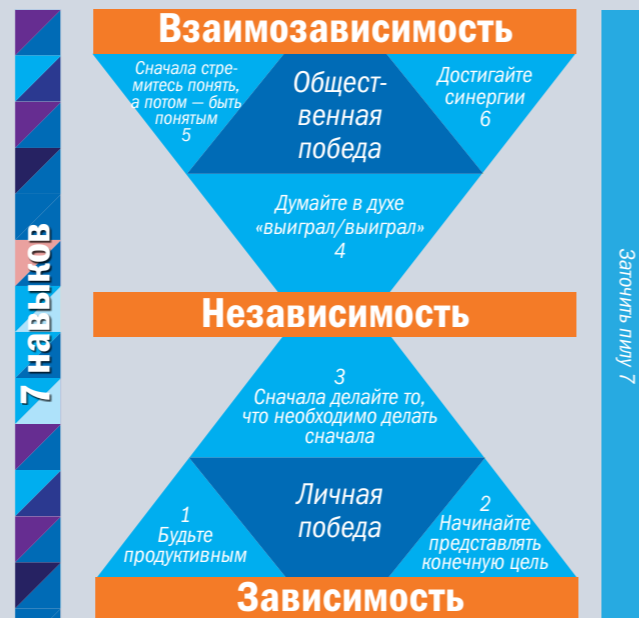 7 навыков
Взаимозависимость
Сначала стре-
митесь понять,
а потом — быть
понятым
5
Общест-
венная
победа
Достигайте
синергии
6
Думайте в духе
«выиграл/выиграл»
4
Независимость
3
Сначала делайте то,
что необходимо делать
сначала
1
Будьте
продуктивным
Личная
победа
2
Начинайте
представлять
конечную цель
Зависимость
Заточить пилу 7